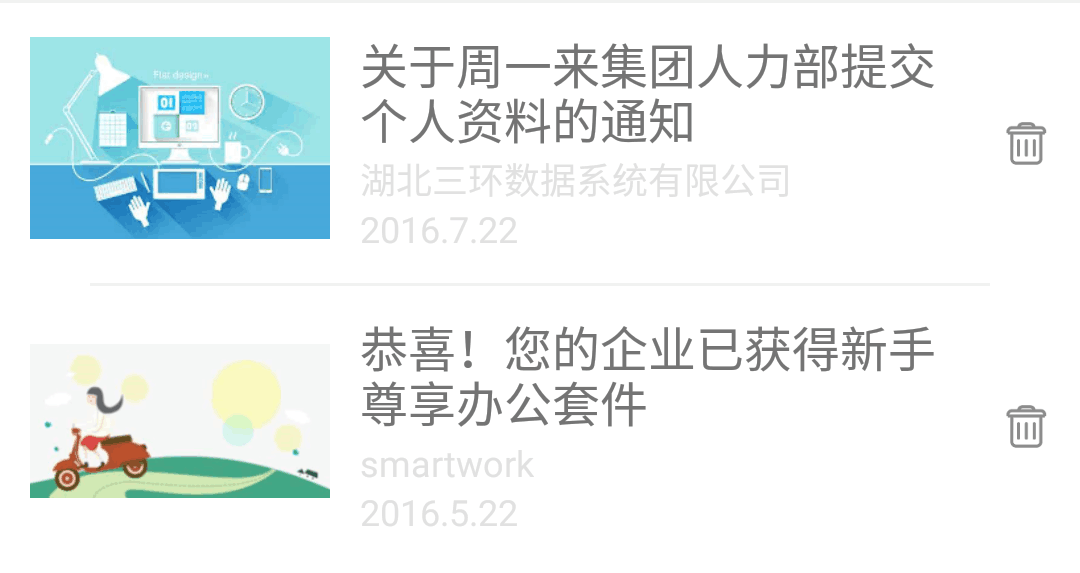 Flat design
01
关于周一来集团人力部提交
个人资料的通知
湖北三环数据系统有限公司
2016.7.22
恭喜！您的企业已获得新手
尊享办公套件
smartwork
2016.5.22